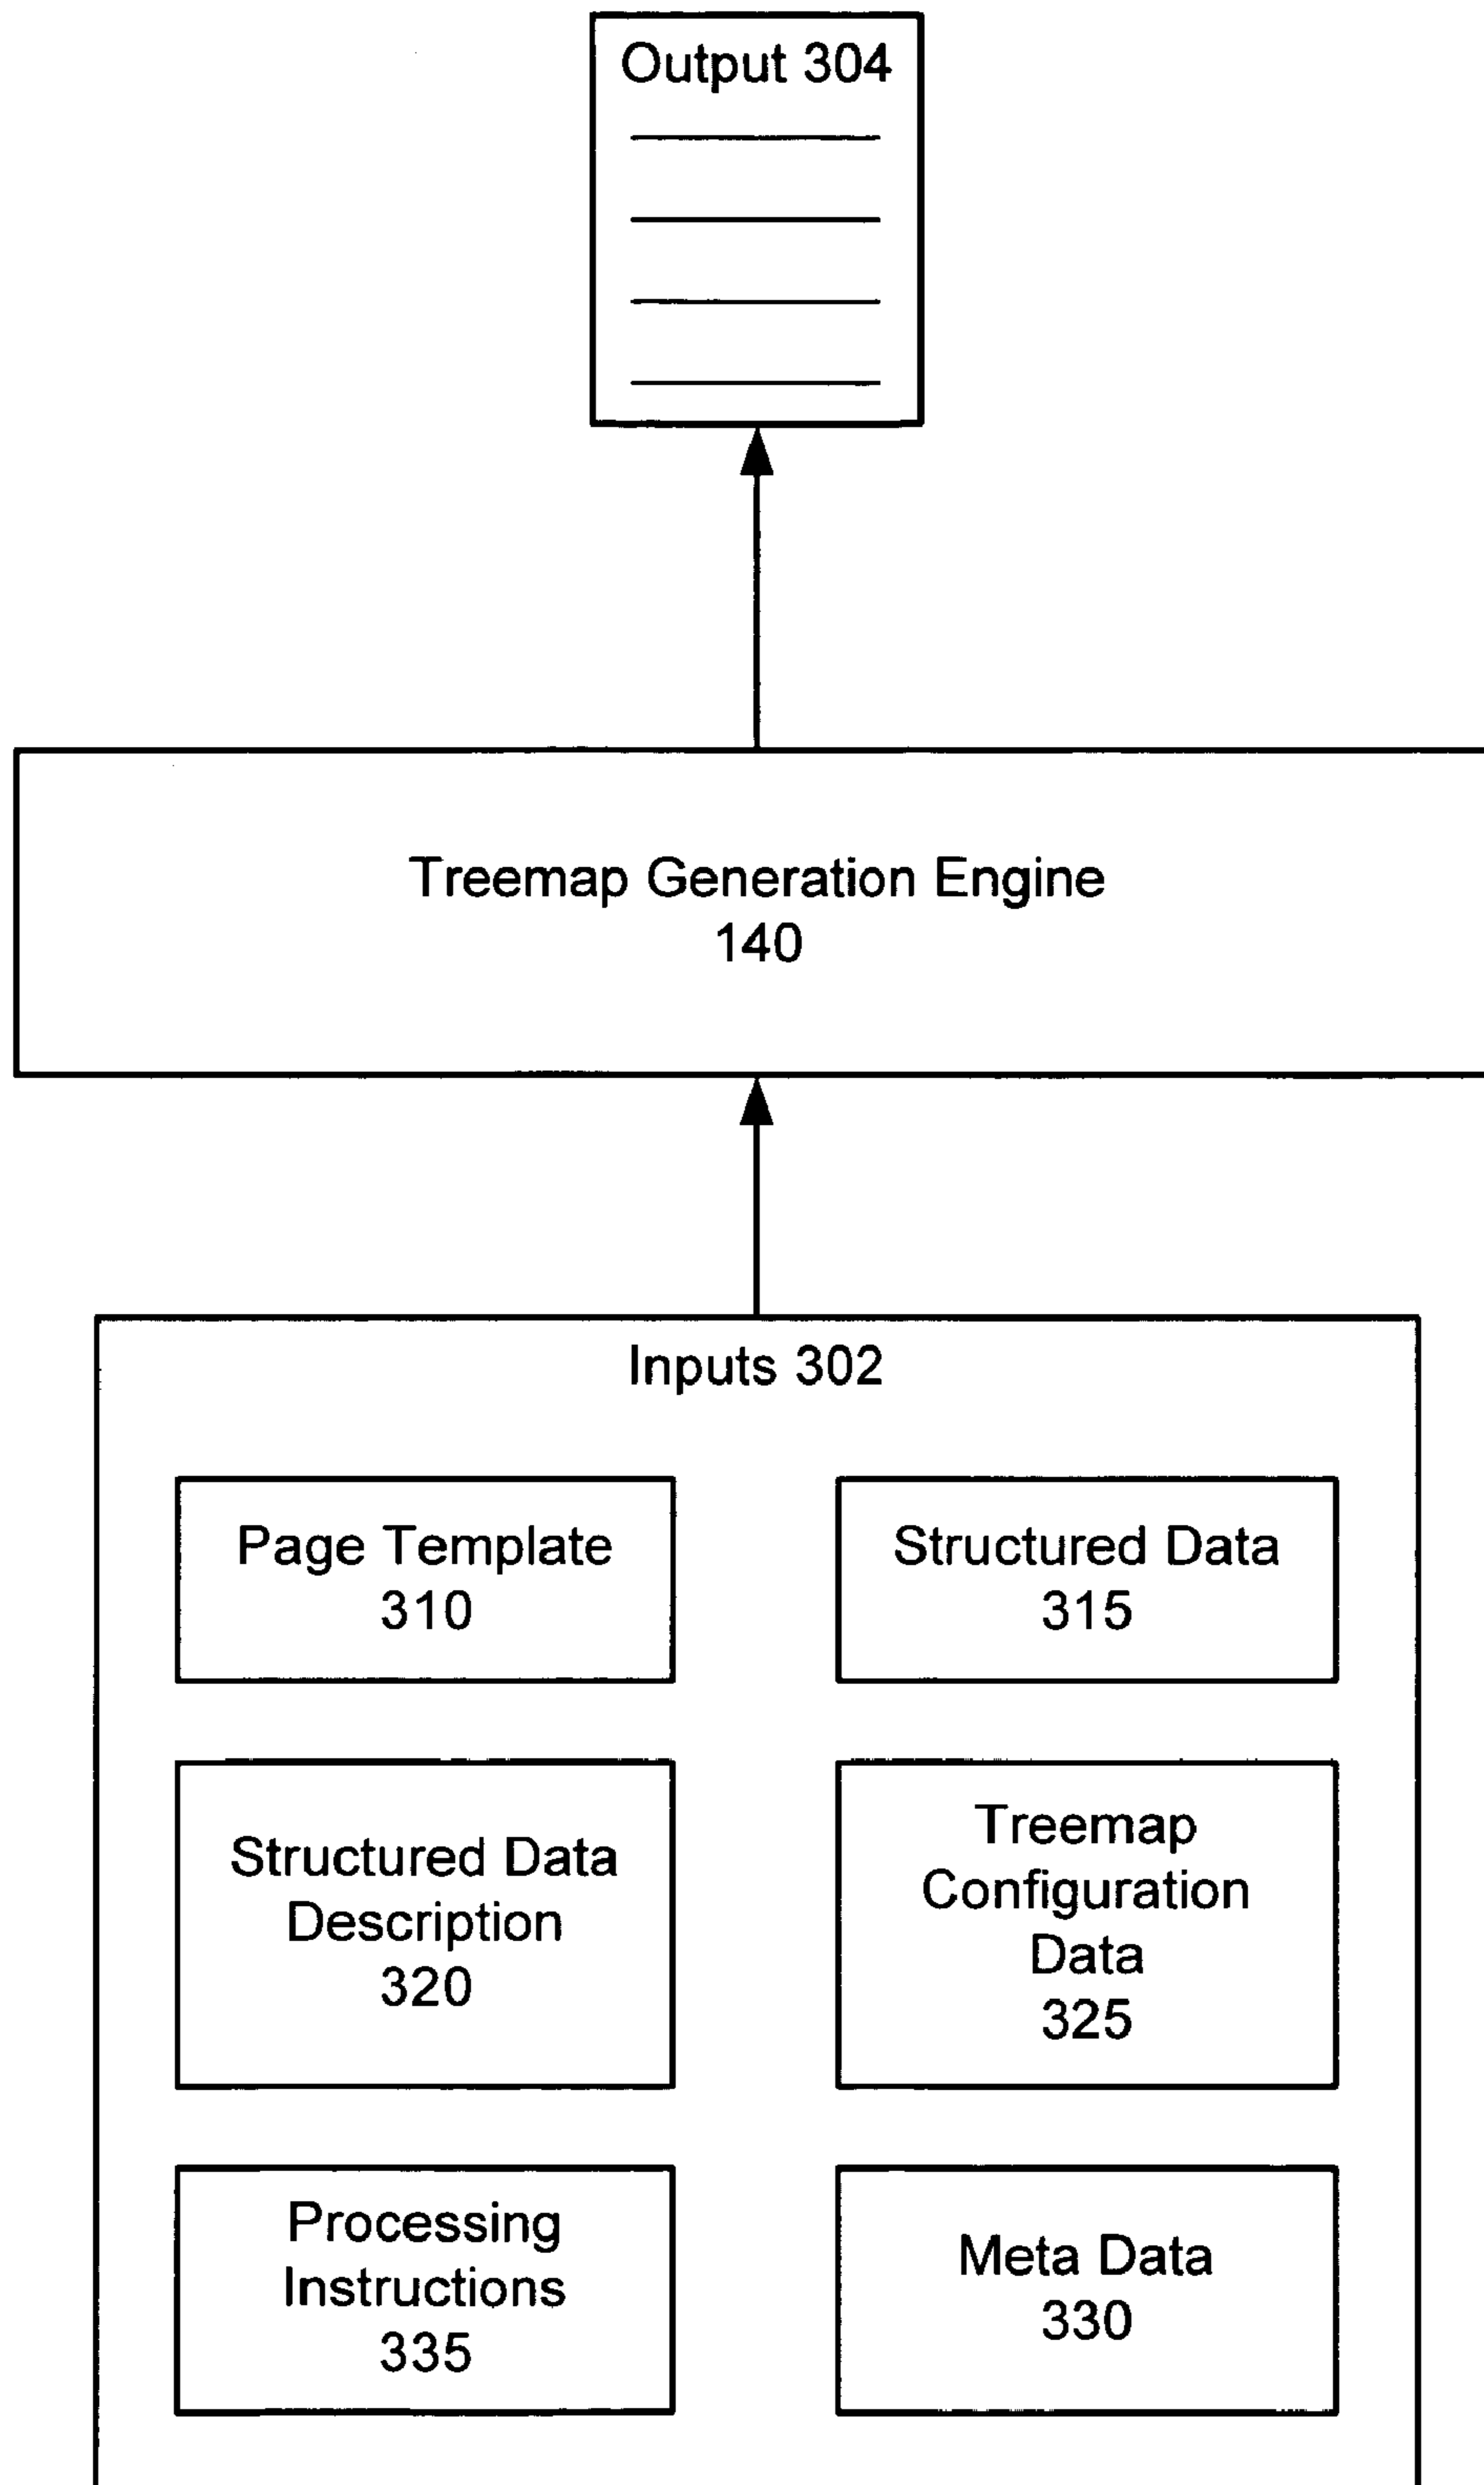 Output 304
Treemap Generation Engine
140
Inputs 302
Page Template
310
Structured Data
315
Structured Data
Description
320
Treemap
Configuration
Data
325
Processing
Instructions
335
Meta Data
330